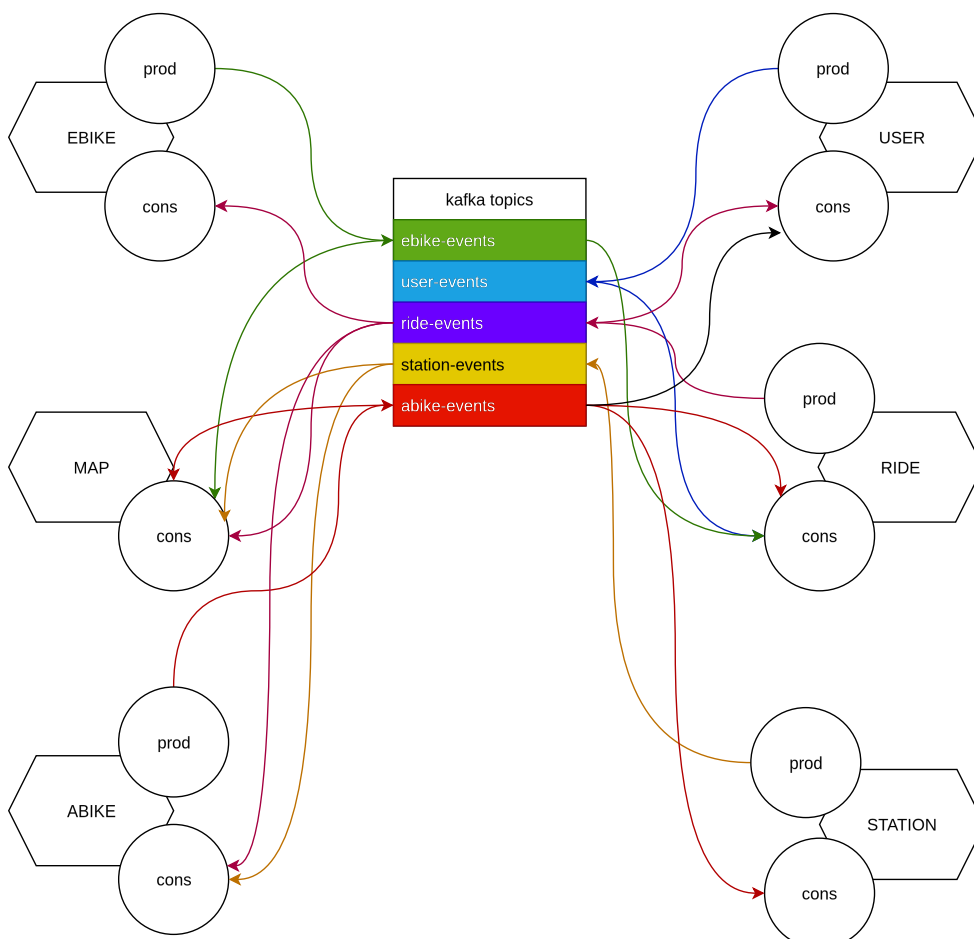 prod
EBIKE
cons
prod
USER
cons
kafka topics
ebike-events
user-events
ride-events
station-events
abike-events
MAP
cons
prod
RIDE
cons
prod
ABIKE
cons
prod
STATION
cons